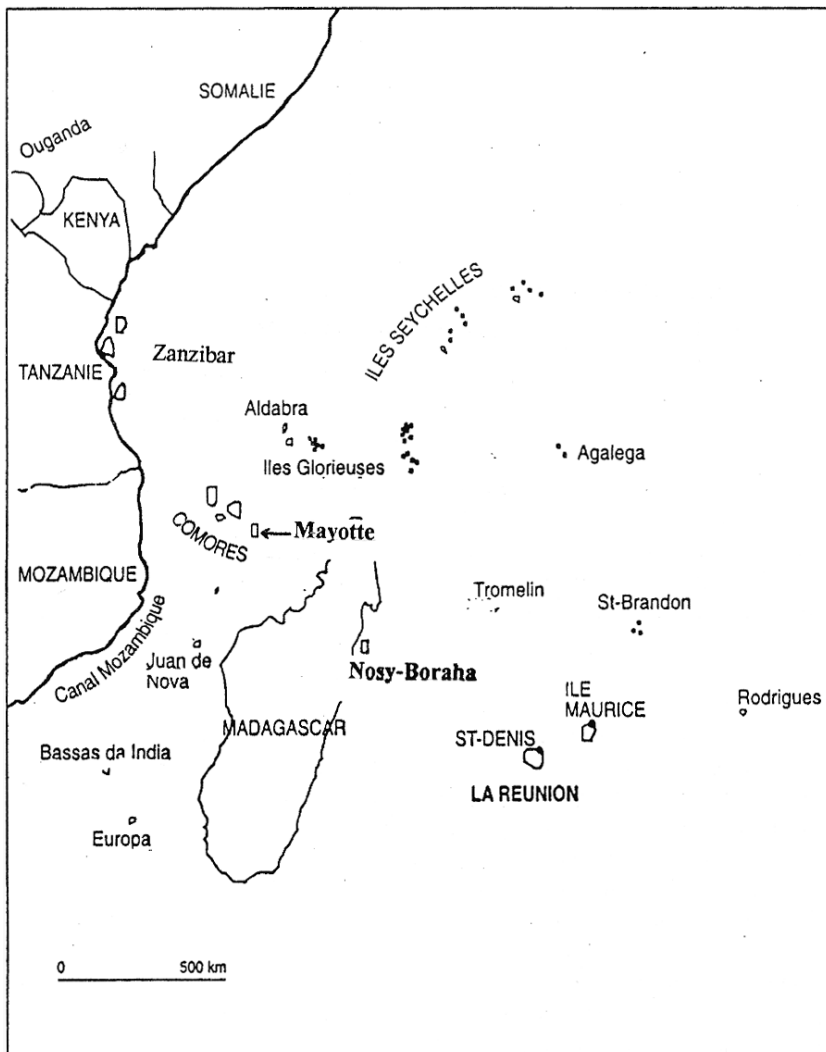 SOMALIE
Ouganda
KENYA
ILES SEYCHELLES
Zanzibar
TANZANIE
Aldabra
Iles Glorieuses
Agalega
Mayotte
COMORES
MOZAMBIQUE
Tromelin
St-Brandon
Canal Mozambique
Juan de
Nova
Nosy-Boraha
ILE
MAURICE
Rodrigues
MADAGASCAR
ST-DENIS
Bassas da India
LA REUNION
Europa
0 500 km